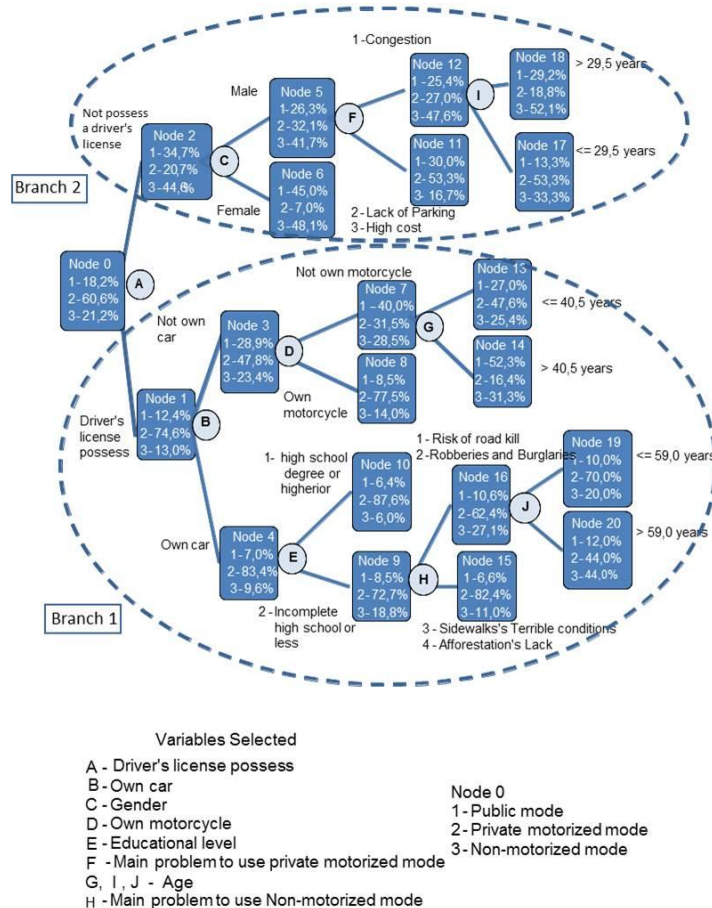 1-Congestion
Node 18
1-29,2%
2-18,8%
3-52,1%
> 29,5 years
Node 12
1-25,4%
2-27,0%
3-47,6%
I
Male
Node 5
1-26,3%
2-32,1%
3-41,7%
F
Not possess
a driver's
license
Node 2
1-34,7%
2-20,7%
3-44,6%
C
Node 17
1-13,3%
2-53,3%
3-33,3%
<= 29,5 years
Node 11
1-30,0%
2-53,3%
3-16,7%
Node 6
1-45,0%
2-7,0%
3-48,1%
Female
2-Lack of Parking
3-High cost
Branch 2
Node 0
1-18,2%
2-60,6%
3-21,2%
A
Not own motorcycle
Node 13
1-27,0%
2-47,6%
3-25,4%
<= 40,5 years
Node 7
1-40,0%
2-31,5%
3-28,5%
G
Not own
car
Node 3
1-28,9%
2-47,8%
3-23,4%
D
Node 14
1-52,3%
2-16,4%
3-31,3%
> 40,5 years
Node 8
1-8,5%
2-77,5%
3-14,0%
Own
motorcycle
Driver's
license
possess
Node 1
1-12,4%
2-74,6%
3-13,0%
B
1- Risk of road kill
2-Robberies and Burglaries
Node 19
1-10,0%
2-70,0%
3-20,0%
<= 59,0 years
1- high school
degree or
higherior
Node 10
1-6,4%
2-87,6%
3-6,0%
Node 16
1-10,6%
2-62,4%
3-27,1%
J
Own car
Node 4
1-7,0%
2-83,4%
3-9,6%
E
Node 20
1-12,0%
2-44,0%
3-44,0%
> 59,0 years
Node 9
1-8,5%
2-72,7%
3-18,8%
H
Node 15
1-6,6%
2-82,4%
3-11,0%
2-Incomplete
high school or
less
3 - Sidewalks's Terrible conditions
4 - Afforestation's Lack
Branch 1
Variables Selected
A - Driver's license possess
B - Own car
C - Gender
D - Own motorcycle
E - Educational level
F - Main problem to use private motorized mode
G, I, J - Age
H - Main problem to use Non-motorized mode
Node 0
1-Public mode
2-Private motorized mode
3-Non-motorized mode